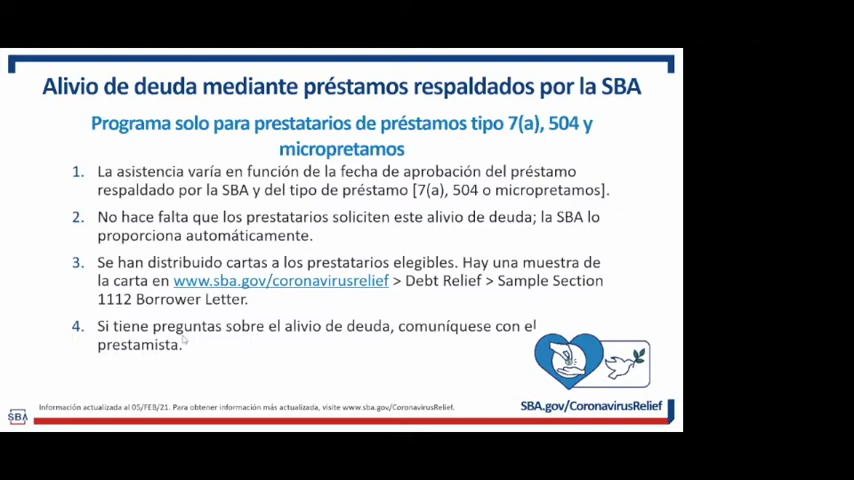 Alivio de deuda mediante préstamos respaldados por la SBA
Programa solo para prestatarios de préstamos tipo 7(a), 504 y
micropretamos
1. La asistencia varía en función de la fecha de aprobación del préstamo
respaldado por la SBA y del tipo de préstamo [7(a), 504 o micropretamos].
2. No hace falta que los prestatarios soliciten este alivio de deuda; la SBA lo
proporciona automáticamente.
3. Se han distribuido cartas a los prestatarios elegibles. Hay una muestra de
la carta en www.sba.gov/coronavirusrelief > Debt Relief > Sample Section
1112 Borrower Letter.
4. Si tiene preguntas sobre el alivio de deuda, comuníquese con el
prestamista.
Información actualizada al 05/FEB/21. Para obtener información más actualizada, visite www.sba.gov/CoronavirusRelief.
SBA.gov/CoronavirusRelief
SBA